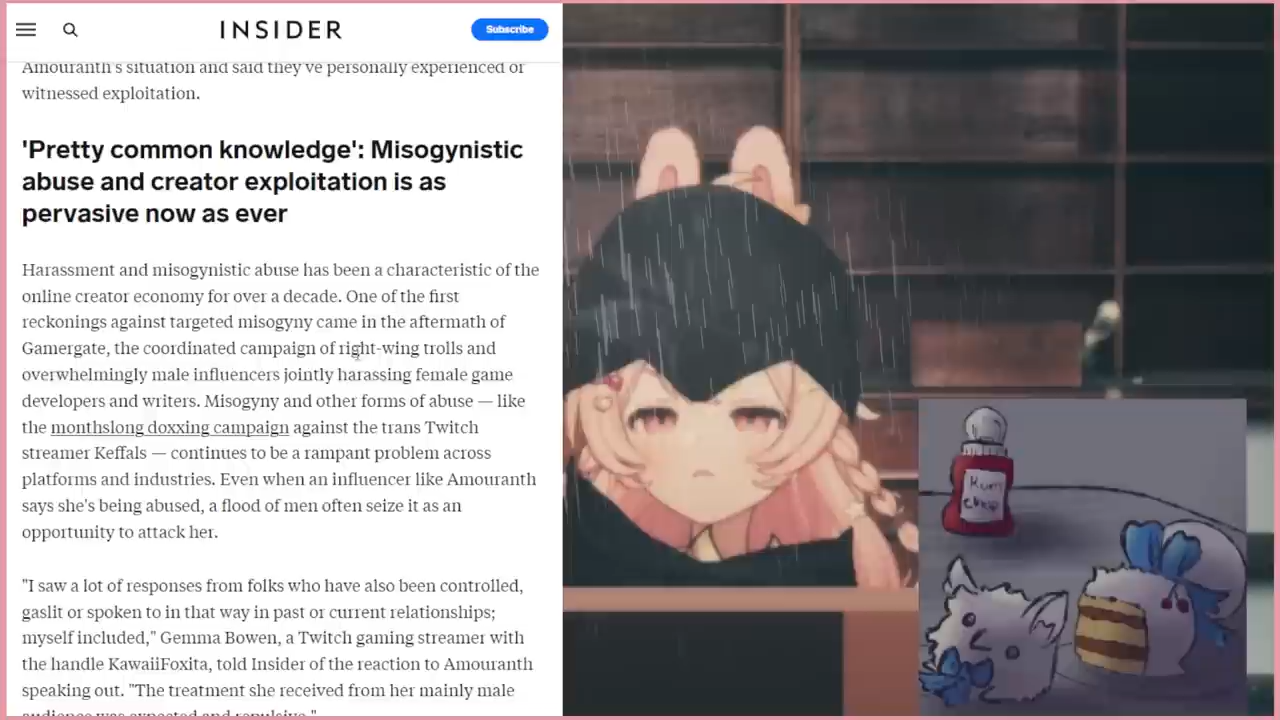 INSIDER
Subscribe
Amouranth's situation and said they've personally experienced or
witnessed exploitation.
'Pretty common knowledge': Misogynistic
abuse and creator exploitation is as
pervasive now as ever
Harassment and misogynistic abuse has been a characteristic of the
online creator economy for over a decade. One of the first
reckonings against targeted misogyny came in the aftermath of
Gamergate, the coordinated campaign of right-wing trolls and
overwhelmingly male influencers jointly harassing female game
developers and writers. Misogyny and other forms of abuse — like
the monthslong doxxing campaign against the trans Twitch
streamer Keffals — continues to be a rampant problem across
platforms and industries. Even when an influencer like Amouranth
says she's being abused, a flood of men often seize it as an
opportunity to attack her.
"I saw a lot of responses from folks who have also been controlled,
gaslit or spoken to in that way in past or current relationships;
myself included," Gemma Bowen, a Twitch gaming streamer with
the handle KawaiiFoxita, told Insider of the reaction to Amouranth
speaking out. "The treatment she received from her mainly male
audience was expected and repulsive."